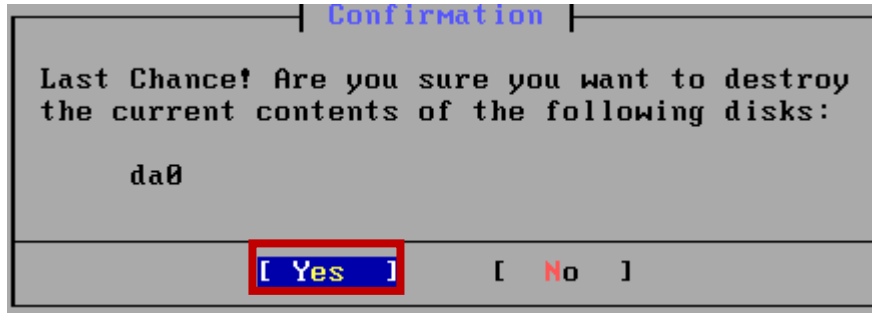 Confirmation
Last Chance! Are you sure you want to destroy
the current contents of the following disks:
da0
[ Yes ] [ No ]